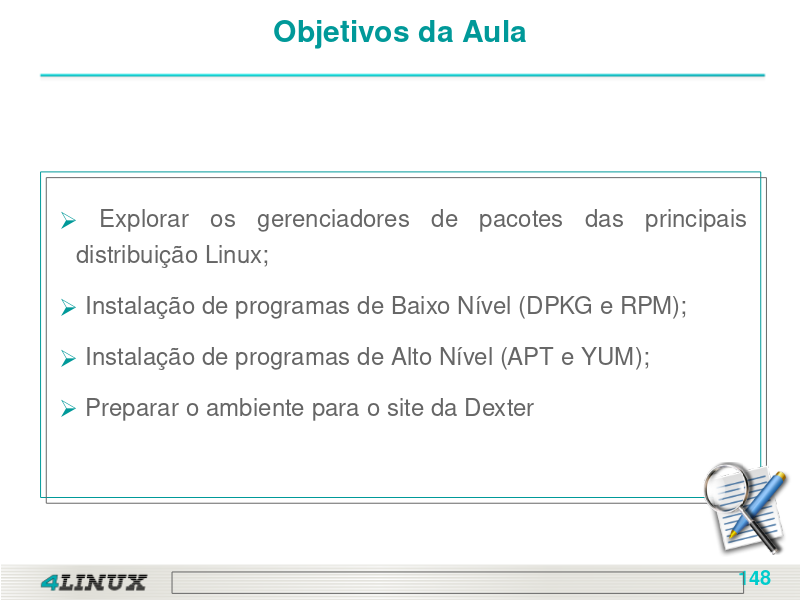 Objetivos da Aula
Explorar os gerenciadores de pacotes das principais
distribuição Linux;
Instalação de programas de Baixo Nível (DPKG e RPM);
Instalação de programas de Alto Nível (APT e YUM);
Preparar o ambiente para o site da Dexter
4LINUX
148